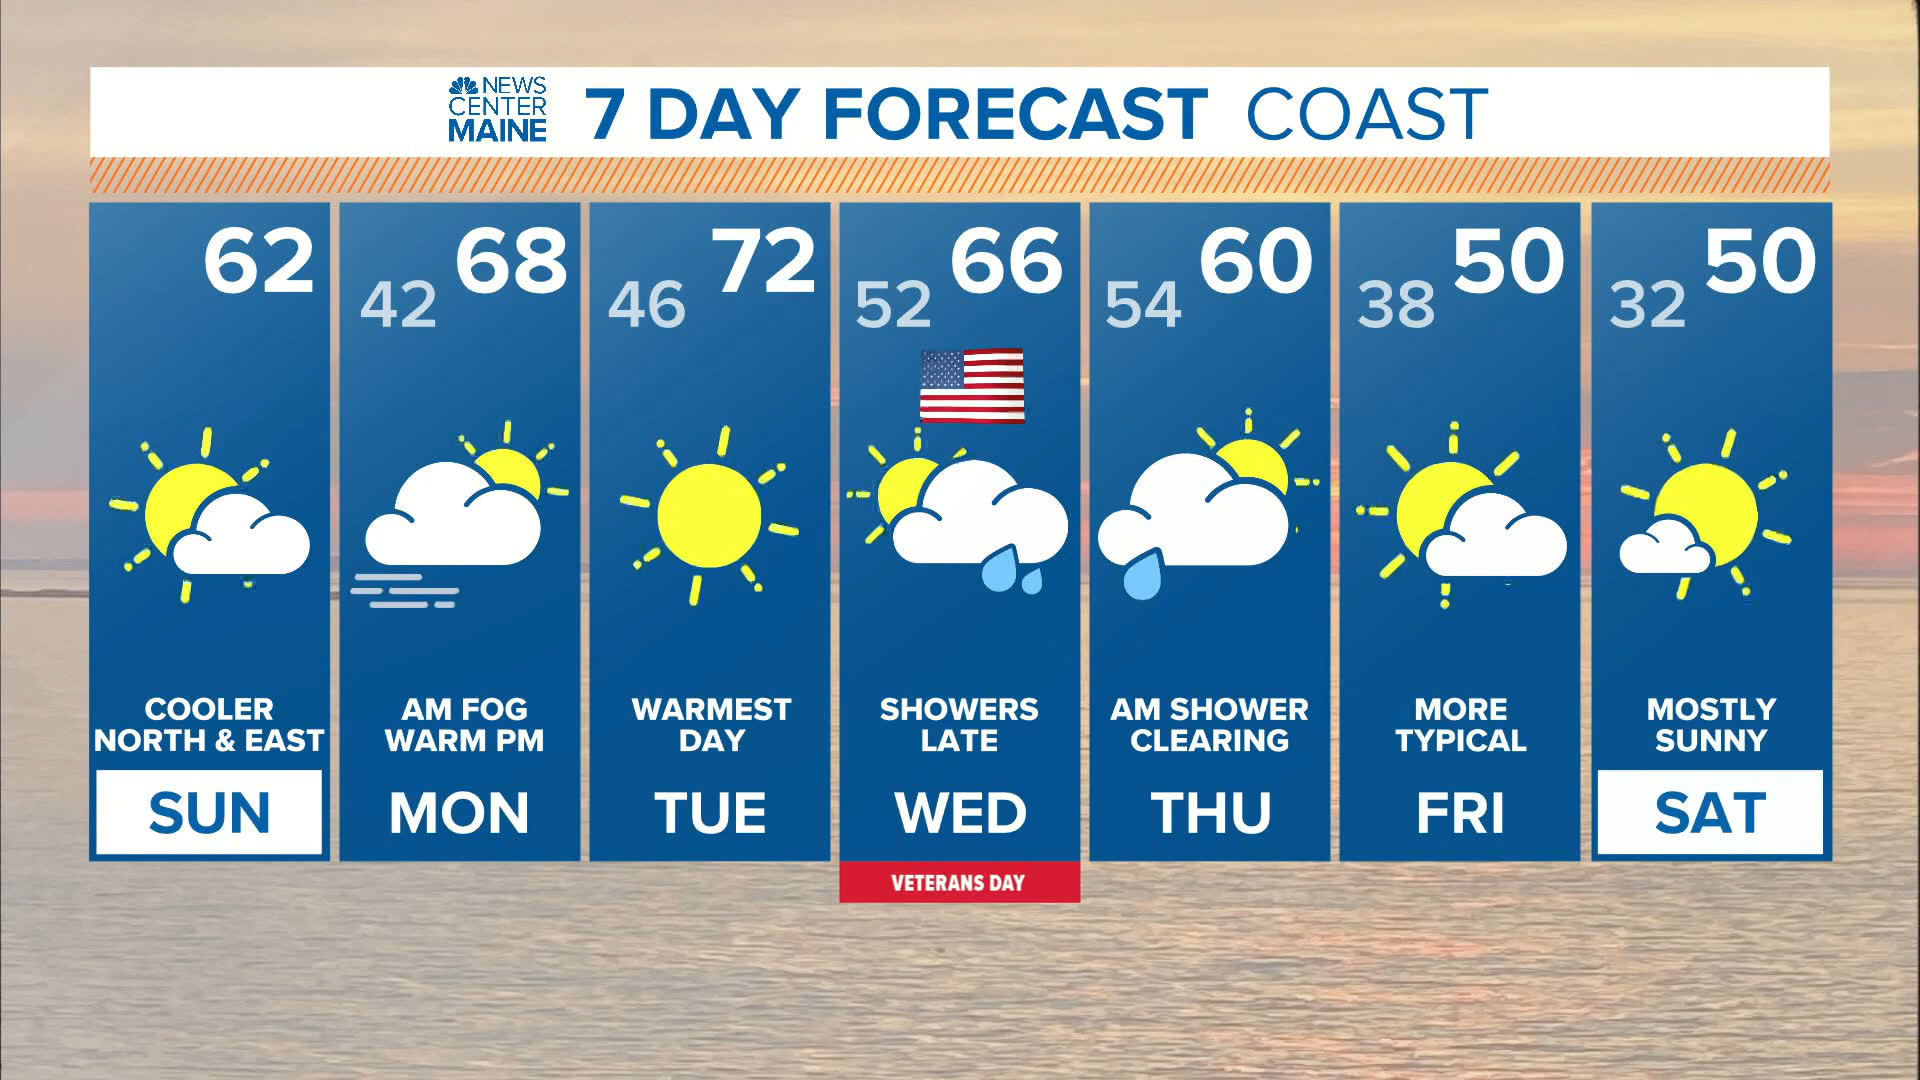 NEWS
CENTER
MAINE
7 DAY FORECAST COAST
62
COOLER
NORTH & EAST
SUN
42 68
AM FOG
WARM PM
MON
46 72
WARMEST
DAY
TUE
52 66
SHOWERS
LATE
WED
VETERANS DAY
54 60
AM SHOWER
CLEARING
THU
38 50
MORE
TYPICAL
FRI
32 50
MOSTLY
SUNNY
SAT